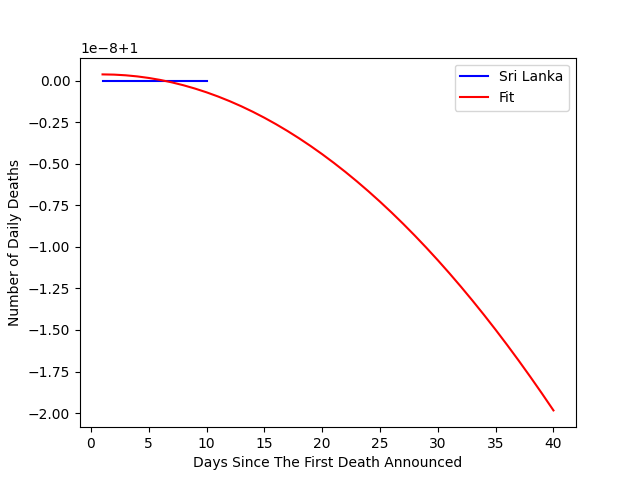 1e−8+1
Sri Lanka
Fit
0.00
−0.25
−0.50
−0.75
−1.00
−1.25
−1.50
−1.75
−2.00
Number of Daily Deaths
0 5 10 15 20 25 30 35 40
Days Since The First Death Announced